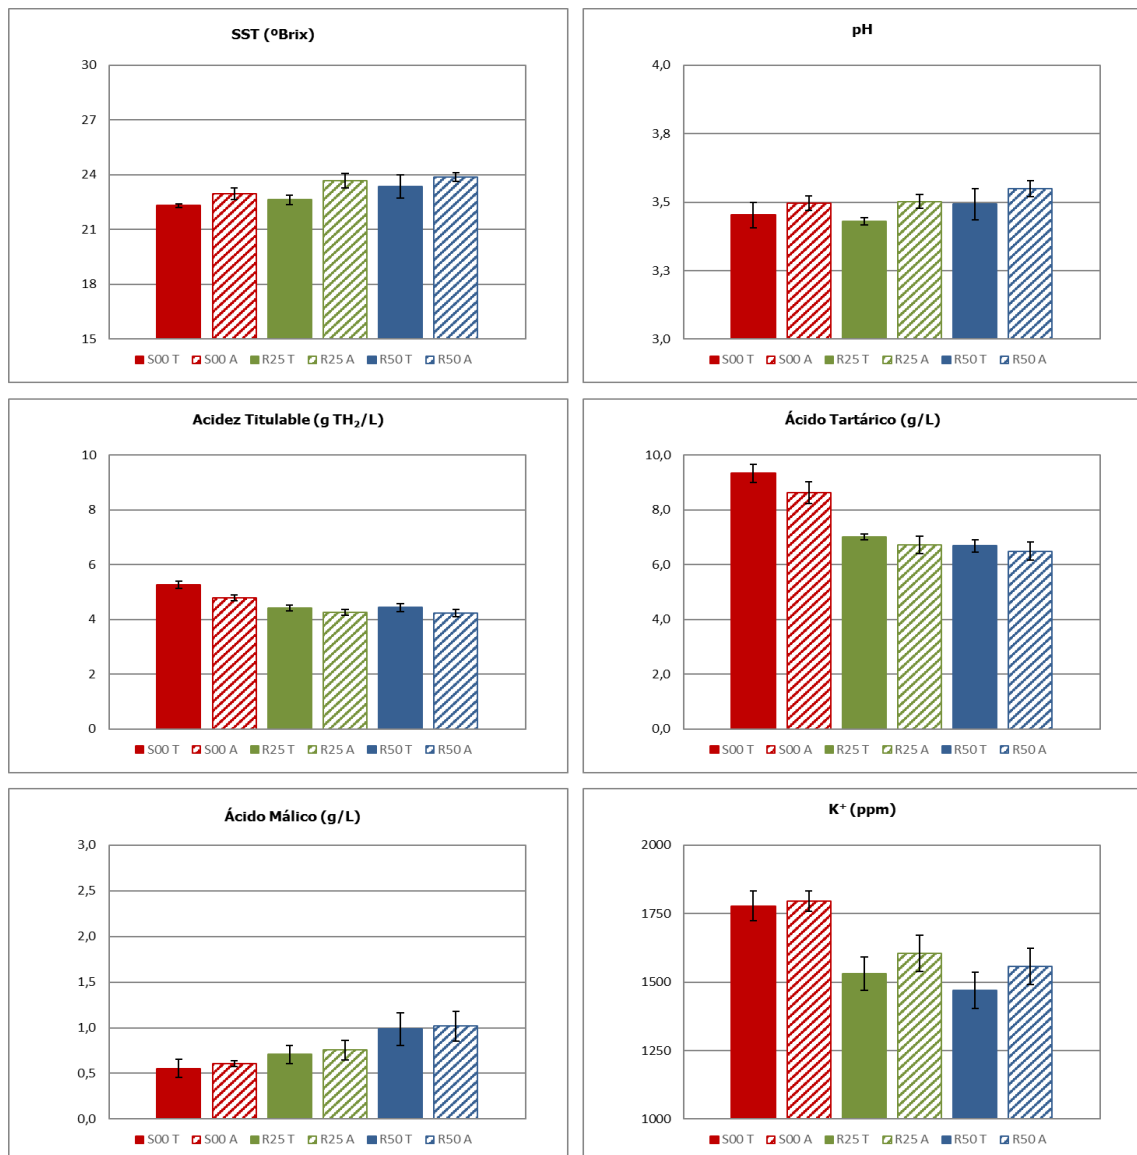 SST (ºBrix)
30
27
24
21
18
15
S00 T S00 A R25 T R25 A R50 T R50 A
pH
4,0
3,8
3,5
3,3
3,0
S00 T S00 A R25 T R25 A R50 T R50 A
Acidez Titulable (g TH₂/L)
10
8
6
4
2
0
S00 T S00 A R25 T R25 A R50 T R50 A
Ácido Tartárico (g/L)
10,0
8,0
6,0
4,0
2,0
0,0
S00 T S00 A R25 T R25 A R50 T R50 A
Ácido Málico (g/L)
3,0
2,5
2,0
1,5
1,0
0,5
0,0
S00 T S00 A R25 T R25 A R50 T R50 A
K⁺ (ppm)
2000
1750
1500
1250
1000
S00 T S00 A R25 T R25 A R50 T R50 A